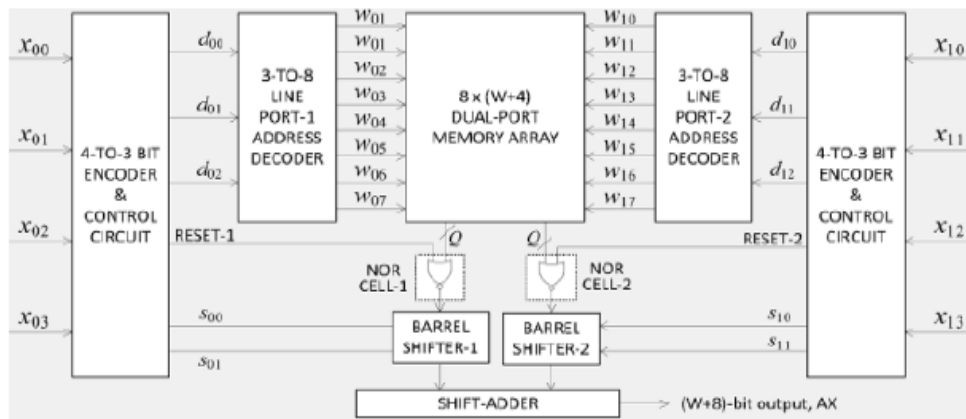 x00
x01
x02
x03
4-TO-3 BIT
ENCODER
&
CONTROL
CIRCUIT
d00
d01
d02
RESET-1
s00
s01
3-TO-8
LINE
PORT-1
ADDRESS
DECODER
w01
w01
w02
w03
w04
w05
w06
w07
8 x (W+4)
DUAL-PORT
MEMORY ARRAY
w10
w11
w12
w13
w14
w15
w16
w17
3-TO-8
LINE
PORT-2
ADDRESS
DECODER
d10
d11
d12
RESET-2
s10
s11
4-TO-3 BIT
ENCODER
&
CONTROL
CIRCUIT
x10
x11
x12
x13
Q
Q
NOR
CELL-1
NOR
CELL-2
BARREL
SHIFTER-1
BARREL
SHIFTER-2
SHIFT-ADDER
(W+8)-bit output, AX